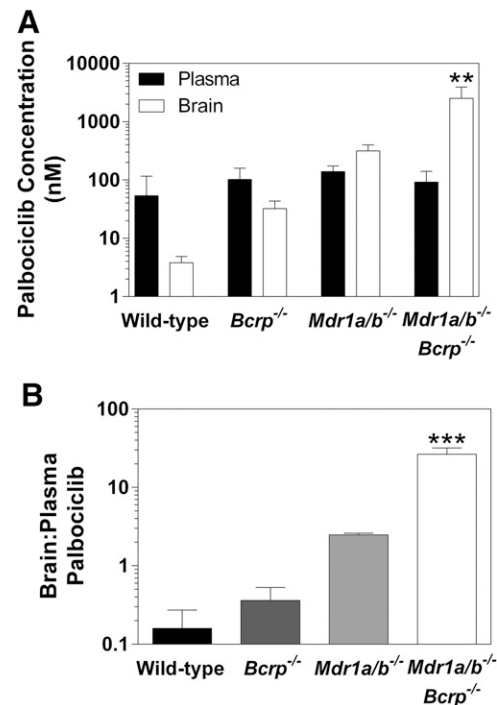 A
Palbociclib Concentration
(nM)
10000
1000
100
10
1
Plasma
Brain
**
Wild-type
Bcrp-/-
Mdr1a/b-/-
Mdr1a/b-/-
Bcrp-/-
B
Brain:Plasma
Palbociclib
100
10
1
0.1
***
Wild-type
Bcrp-/-
Mdr1a/b-/-
Mdr1a/b-/-
Bcrp-/-